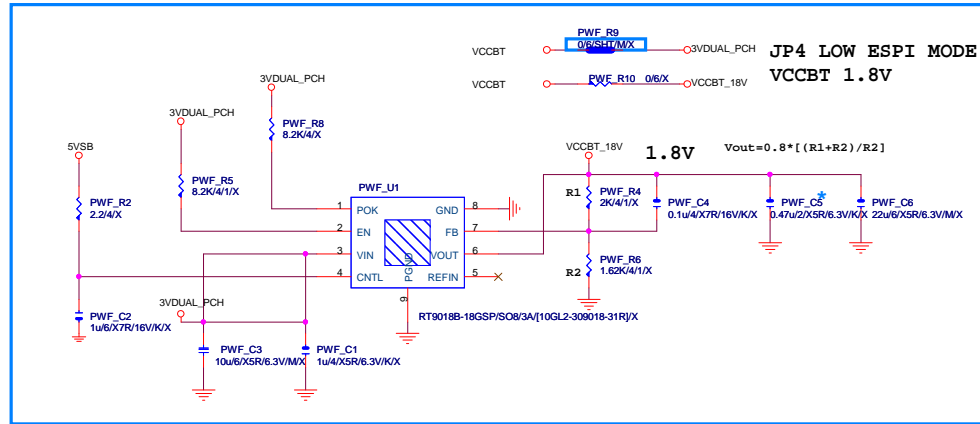 PWF_R9
0/6/SHT/M/X
VCCBT
3VDUAL_PCH
JP4 LOW ESPI MODE
VCCBT 1.8V
VCCBT
PWF_R10 0/6/X
VCCBT_18V
3VDUAL_PCH
PWF_R8
8.2K/4/X
3VDUAL_PCH
5VSB
PWF_R5
8.2K/4/1/X
PWF_R2
2.2/4/X
VCCBT_18V
1.8V
Vout=0.8*[(R1+R2)/R2]
PWF_U1
1 POK
GND 8
2 EN
FB 7
3 VIN
VOUT 6
4 CNTL
REFIN 5
PGND
9
R1
PWF_R4
2K/4/1/X
PWF_C4
0.1u/4/X7R/16V/K/X
PWF_C5
*
0.47u/2/X5R/6.3V/K/X
PWF_C6
22u/6/X5R/6.3V/M/X
R2
PWF_R6
1.62K/4/1/X
3VDUAL_PCH
RT9018B-18GSP/SO8/3A/[10GL2-309018-31R]/X
PWF_C2
1u/6/X7R/16V/K/X
PWF_C3
10u/6/X5R/6.3V/M/X
PWF_C1
1u/4/X5R/6.3V/K/X